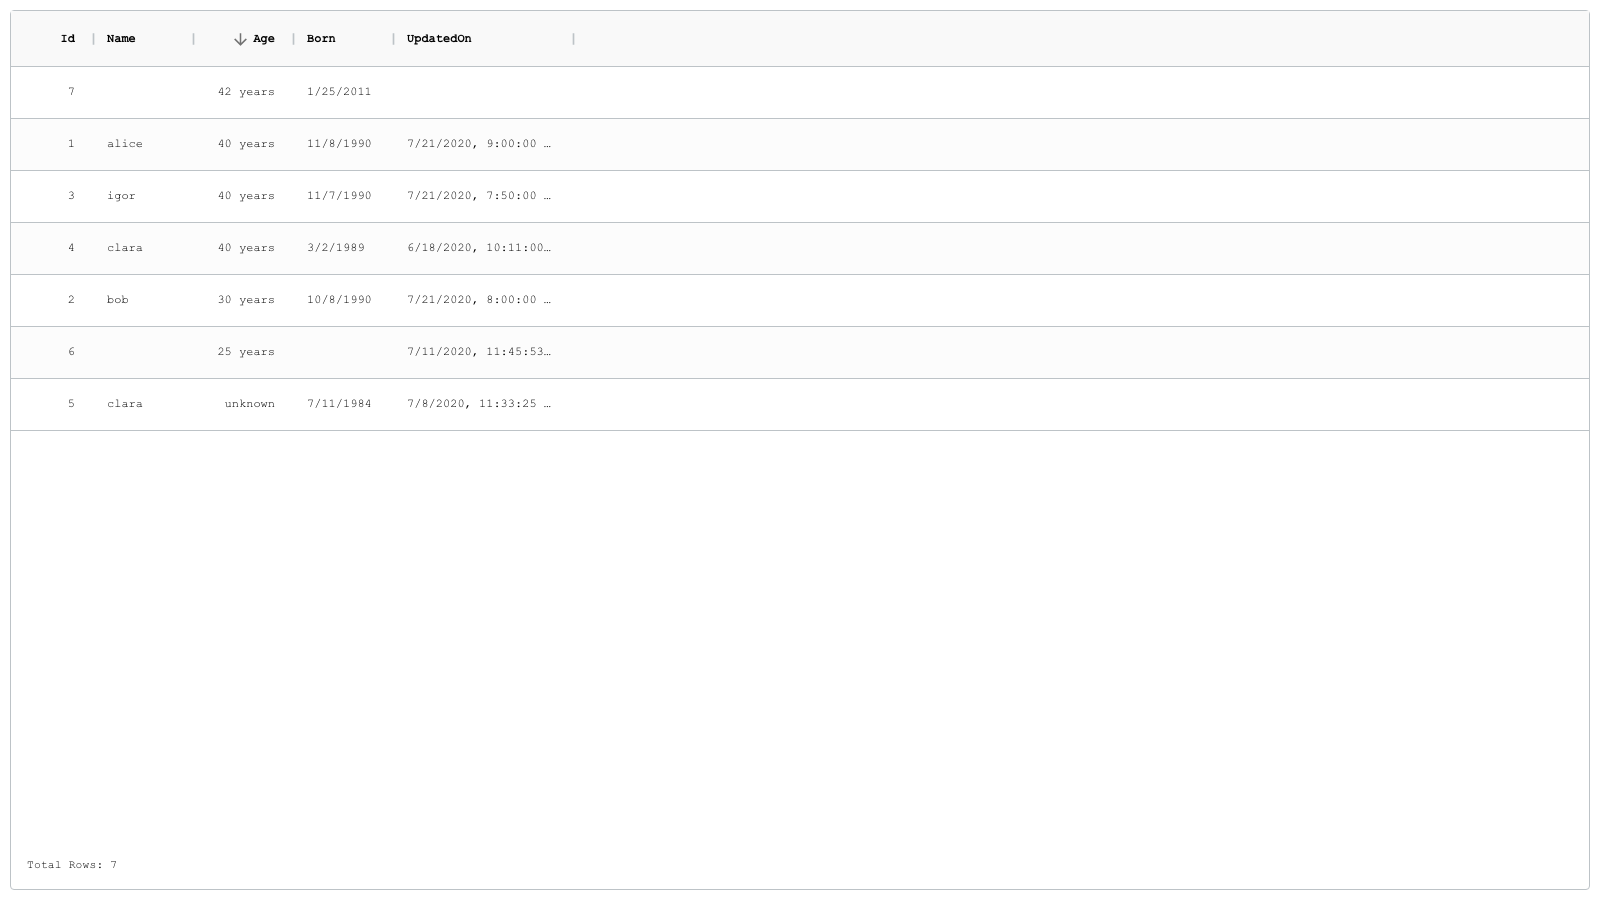 Id Name Age Born UpdatedOn
7 42 years 1/25/2011
1 alice 40 years 11/8/1990 7/21/2020, 9:00:00 …
3 igor 40 years 11/7/1990 7/21/2020, 7:50:00 …
4 clara 40 years 3/2/1989 6/18/2020, 10:11:00…
2 bob 30 years 10/8/1990 7/21/2020, 8:00:00 …
6 25 years 7/11/2020, 11:45:53…
5 clara unknown 7/11/1984 7/8/2020, 11:33:25 …
Total Rows: 7